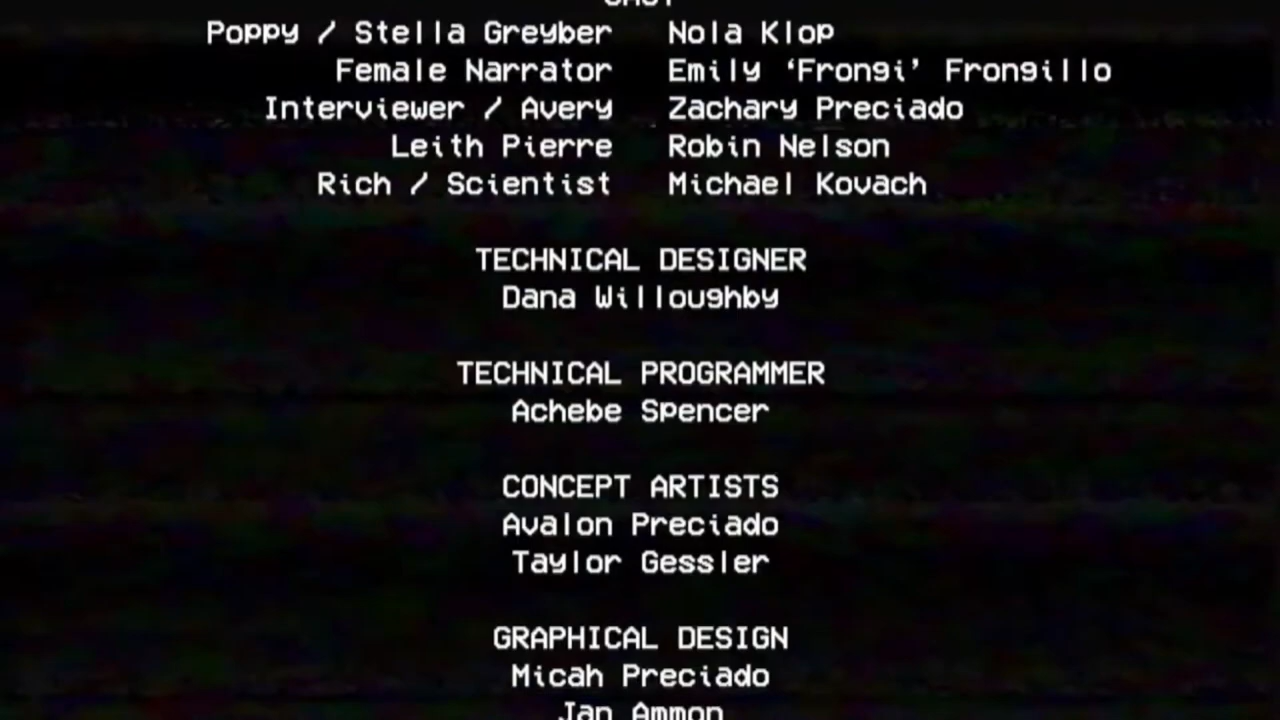 CAST
Poppy / Stella Greyber Nola Klop
Female Narrator Emily ‘Frongi’ Frongillo
Interviewer / Avery Zachary Preciado
Leith Pierre Robin Nelson
Rich / Scientist Michael Kovach
TECHNICAL DESIGNER
Dana Willoughby
TECHNICAL PROGRAMMER
Achebe Spencer
CONCEPT ARTISTS
Avalon Preciado
Taylor Gessler
GRAPHICAL DESIGN
Micah Preciado
Jan Ammon